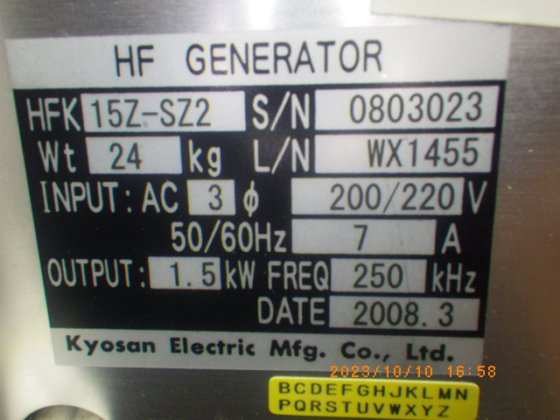 HF GENERATOR
HFK 15Z-SZ2 S/N 0803023
Wt 24 kg L/N WX1455
INPUT: AC 3 ϕ 200/220 V
50/60Hz 7 A
OUTPUT: 1.5 kW FREQ 250 kHz
DATE 2008.3
Kyosan Electric Mfg. Co., Ltd.
2023/10/10 16:58
BCDEFGHJKLMN
PQRSTUVWXYZ